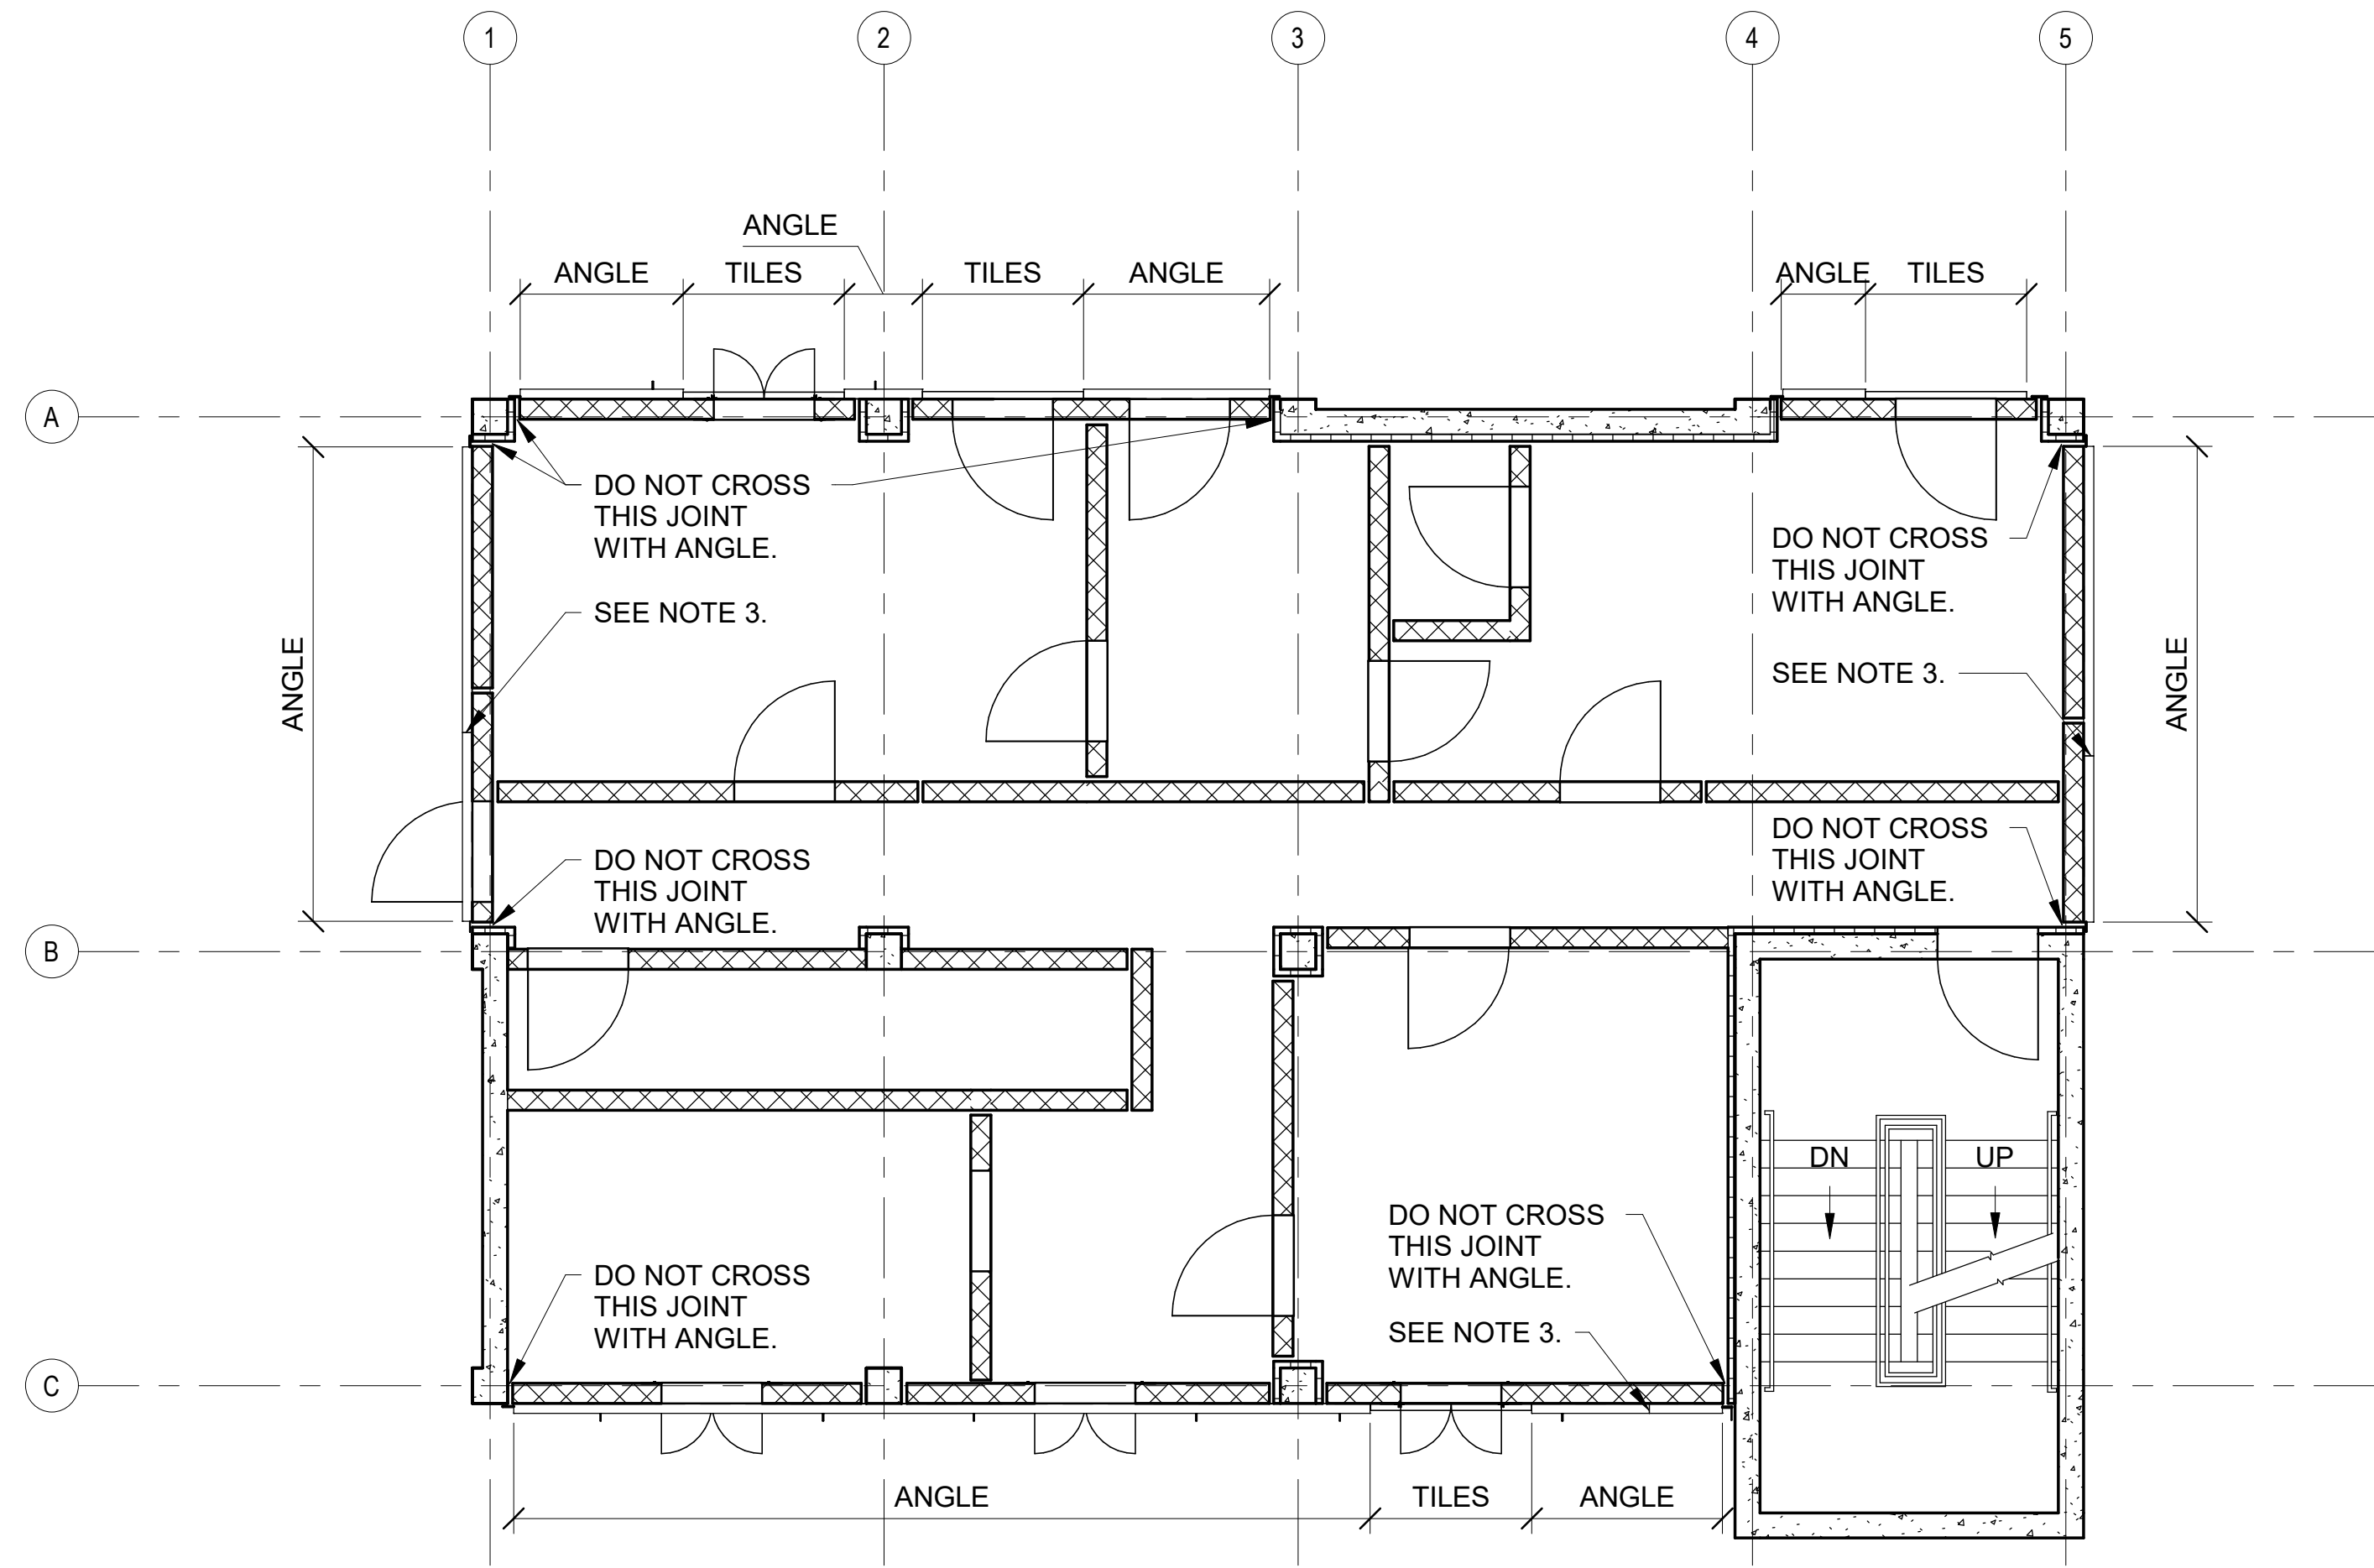 1
2
3
4
5
ANGLE
ANGLE
TILES
TILES
ANGLE
ANGLE
TILES
A
DO NOT CROSS
THIS JOINT
WITH ANGLE.
DO NOT CROSS
THIS JOINT
WITH ANGLE.
SEE NOTE 3.
SEE NOTE 3.
ANGLE
ANGLE
DO NOT CROSS
THIS JOINT
WITH ANGLE.
DO NOT CROSS
THIS JOINT
WITH ANGLE.
B
DN
UP
DO NOT CROSS
THIS JOINT
WITH ANGLE.
DO NOT CROSS
THIS JOINT
WITH ANGLE.
SEE NOTE 3.
C
ANGLE
TILES
ANGLE